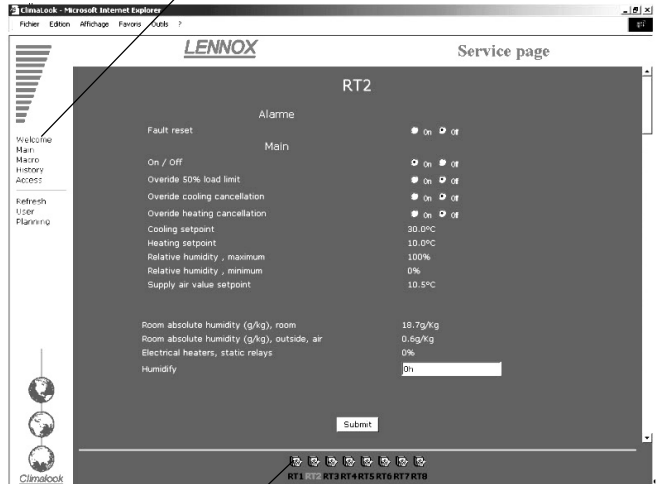 ClimaLook - Microsoft Internet Explorer
Fichier Edition Affichage Favoris Outils ?
LENNOX
Service page
RT2
Alarme
Fault reset On Off
Main
On / Off On Off
Overide 50% load limit On Off
Overide cooling cancellation On Off
Overide heating cancellation On Off
Cooling setpoint 30.0ºC
Heating setpoint 10.0ºC
Relative humidity , maximum 100%
Relative humidity , minimum 0%
Supply air value setpoint 10.5ºC
Room absolute humidity (g/kg), room 18.7g/Kg
Room absolute humidity (g/kg), outside, air 0.6g/Kg
Electrical heaters, static relays 0%
Humidify 0h
Submit
Welcome
Main
Macro
History
Access
Refresh
User
Planning
Climalook
RT1 RT2 RT3 RT4 RT5 RT6 RT7 RT8